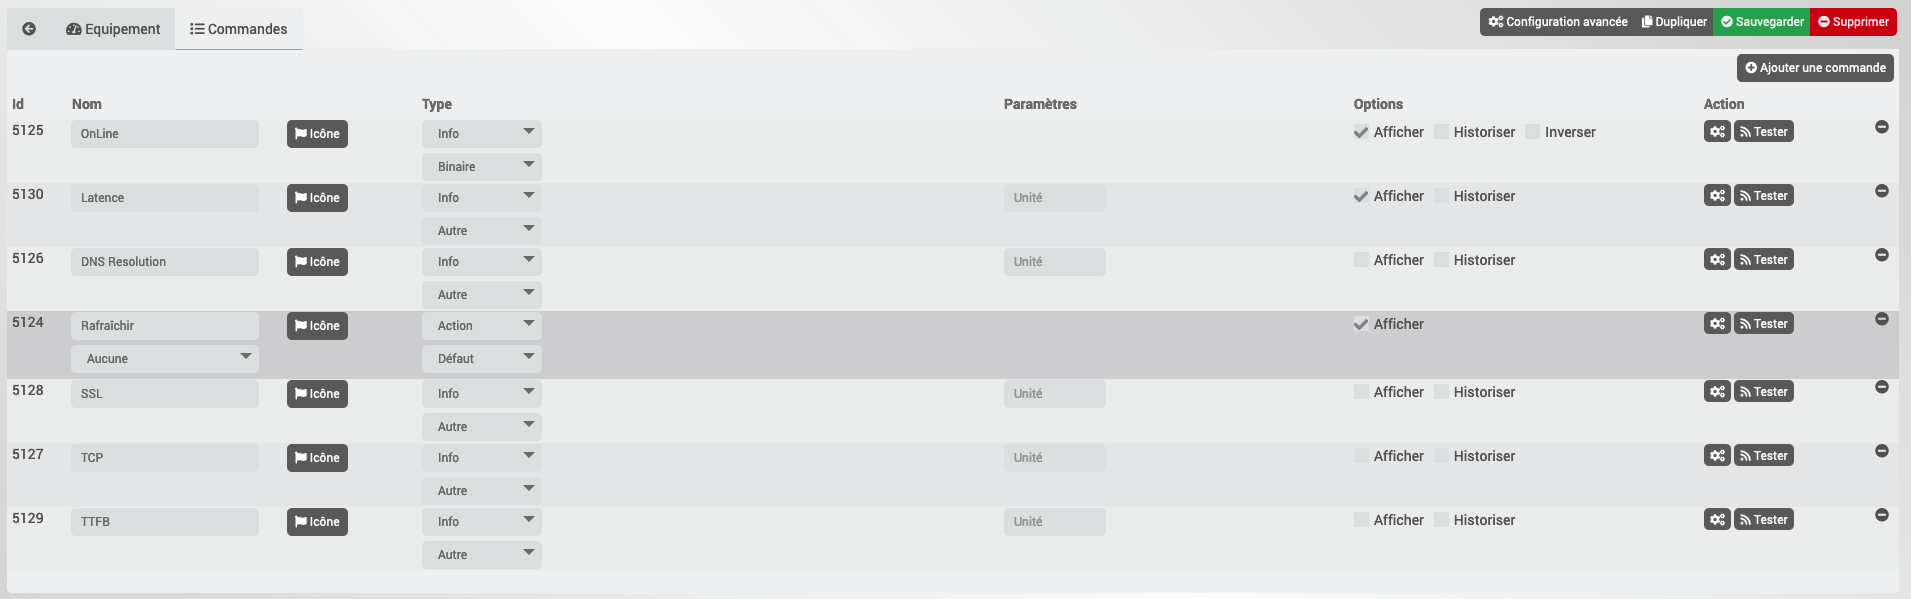 Equipement Commandes Configuration avancée Dupliquer Sauvegarder Supprimer
Ajouter une commande
Id Nom Type Paramètres Options Action
5125 OnLine Icône Info Afficher Historiser Inverser Tester
Binaire
5130 Latence Icône Info Unité Afficher Historiser Tester
Autre
5126 DNS Resolution Icône Info Unité Afficher Historiser Tester
Autre
5124 Rafraîchir Icône Action Afficher Tester
Aucune Défaut
5128 SSL Icône Info Unité Afficher Historiser Tester
Autre
5127 TCP Icône Info Unité Afficher Historiser Tester
Autre
5129 TTFB Icône Info Unité Afficher Historiser Tester
Autre